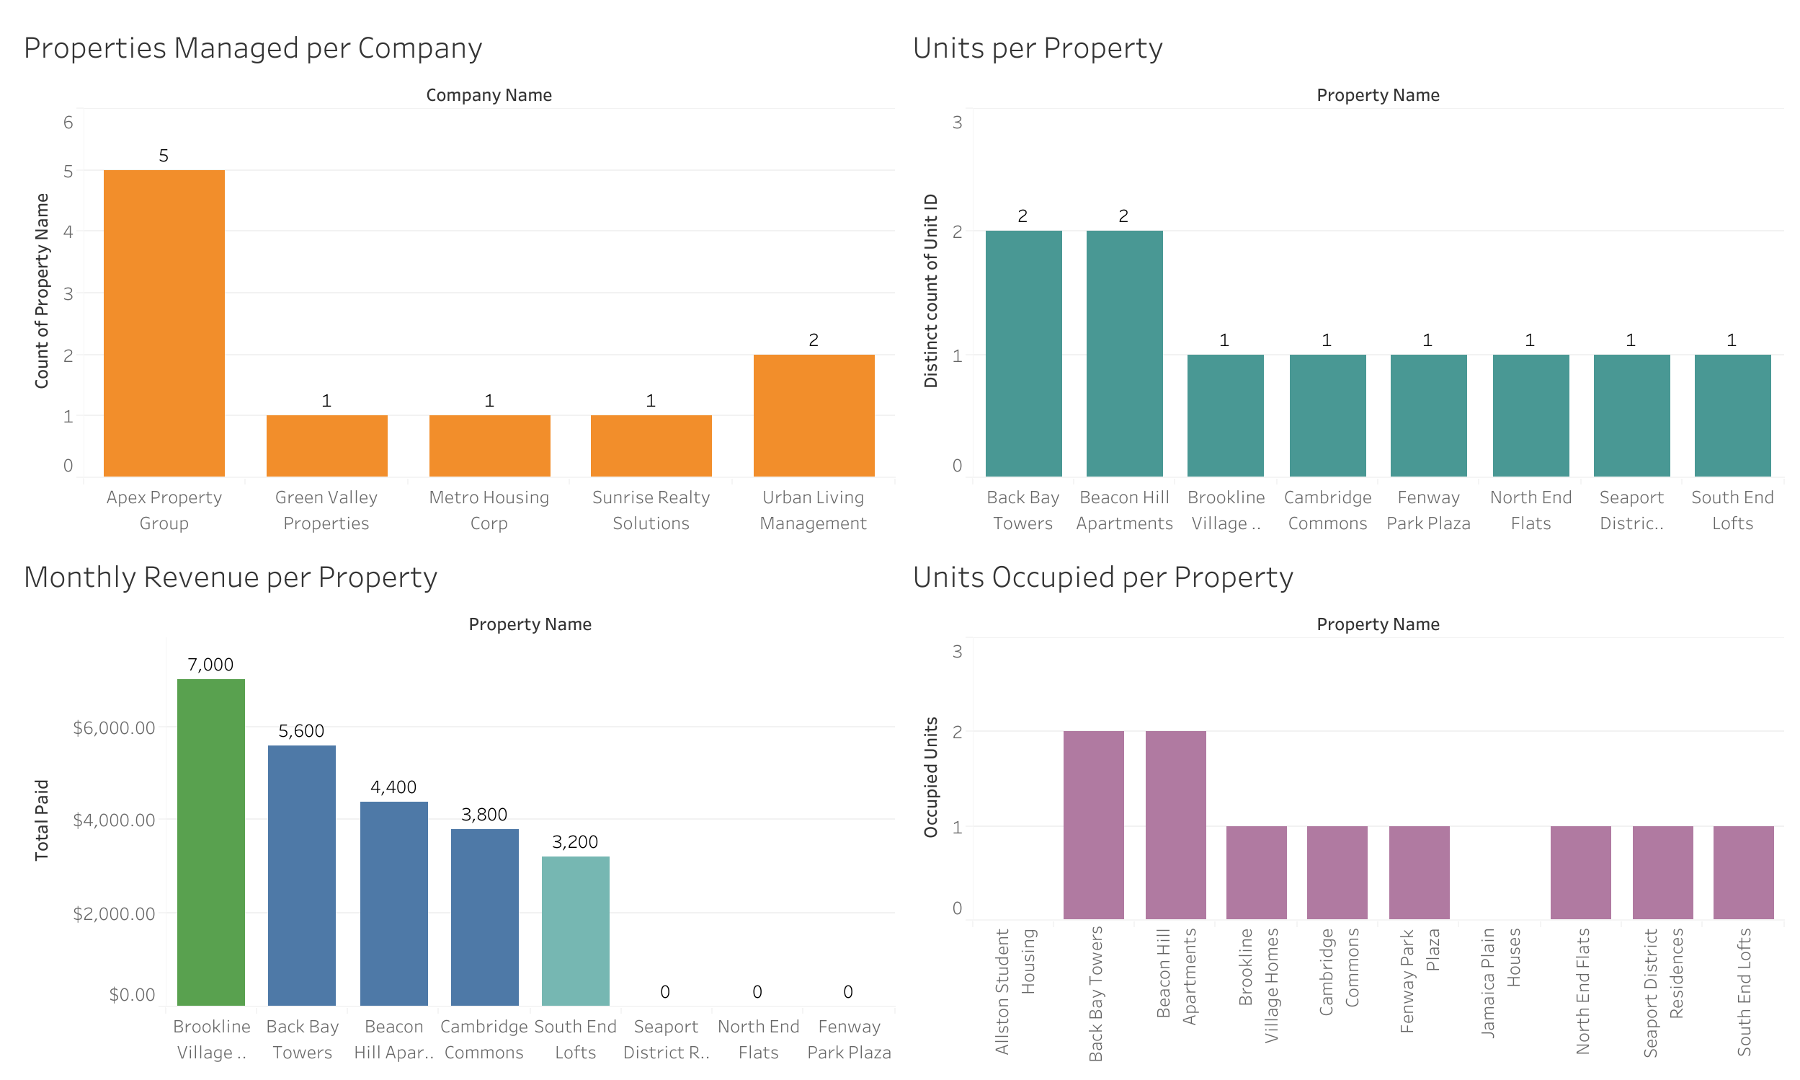 Properties Managed per Company
Company Name
Count of Property Name
6
5
4
3
2
1
0
5
1
1
1
2
Apex Property
Group
Green Valley
Properties
Metro Housing
Corp
Sunrise Realty
Solutions
Urban Living
Management
Units per Property
Property Name
Distinct count of Unit ID
3
2
1
0
2
2
1
1
1
1
1
1
Back Bay
Towers
Beacon Hill
Apartments
Brookline
Village ..
Cambridge
Commons
Fenway
Park Plaza
North End
Flats
Seaport
Distric..
South End
Lofts
Monthly Revenue per Property
Property Name
Total Paid
$6,000.00
$4,000.00
$2,000.00
$0.00
7,000
5,600
4,400
3,800
3,200
0
0
0
Brookline
Village ..
Back Bay
Towers
Beacon
Hill Apar..
Cambridge
Commons
South End
Lofts
Seaport
District R..
North End
Flats
Fenway
Park Plaza
Units Occupied per Property
Property Name
Occupied Units
3
2
1
0
Allston Student
Housing
Back Bay Towers
Beacon Hill
Apartments
Brookline
Village Homes
Cambridge
Commons
Fenway Park
Plaza
Jamaica Plain
Houses
North End Flats
Seaport District
Residences
South End Lofts